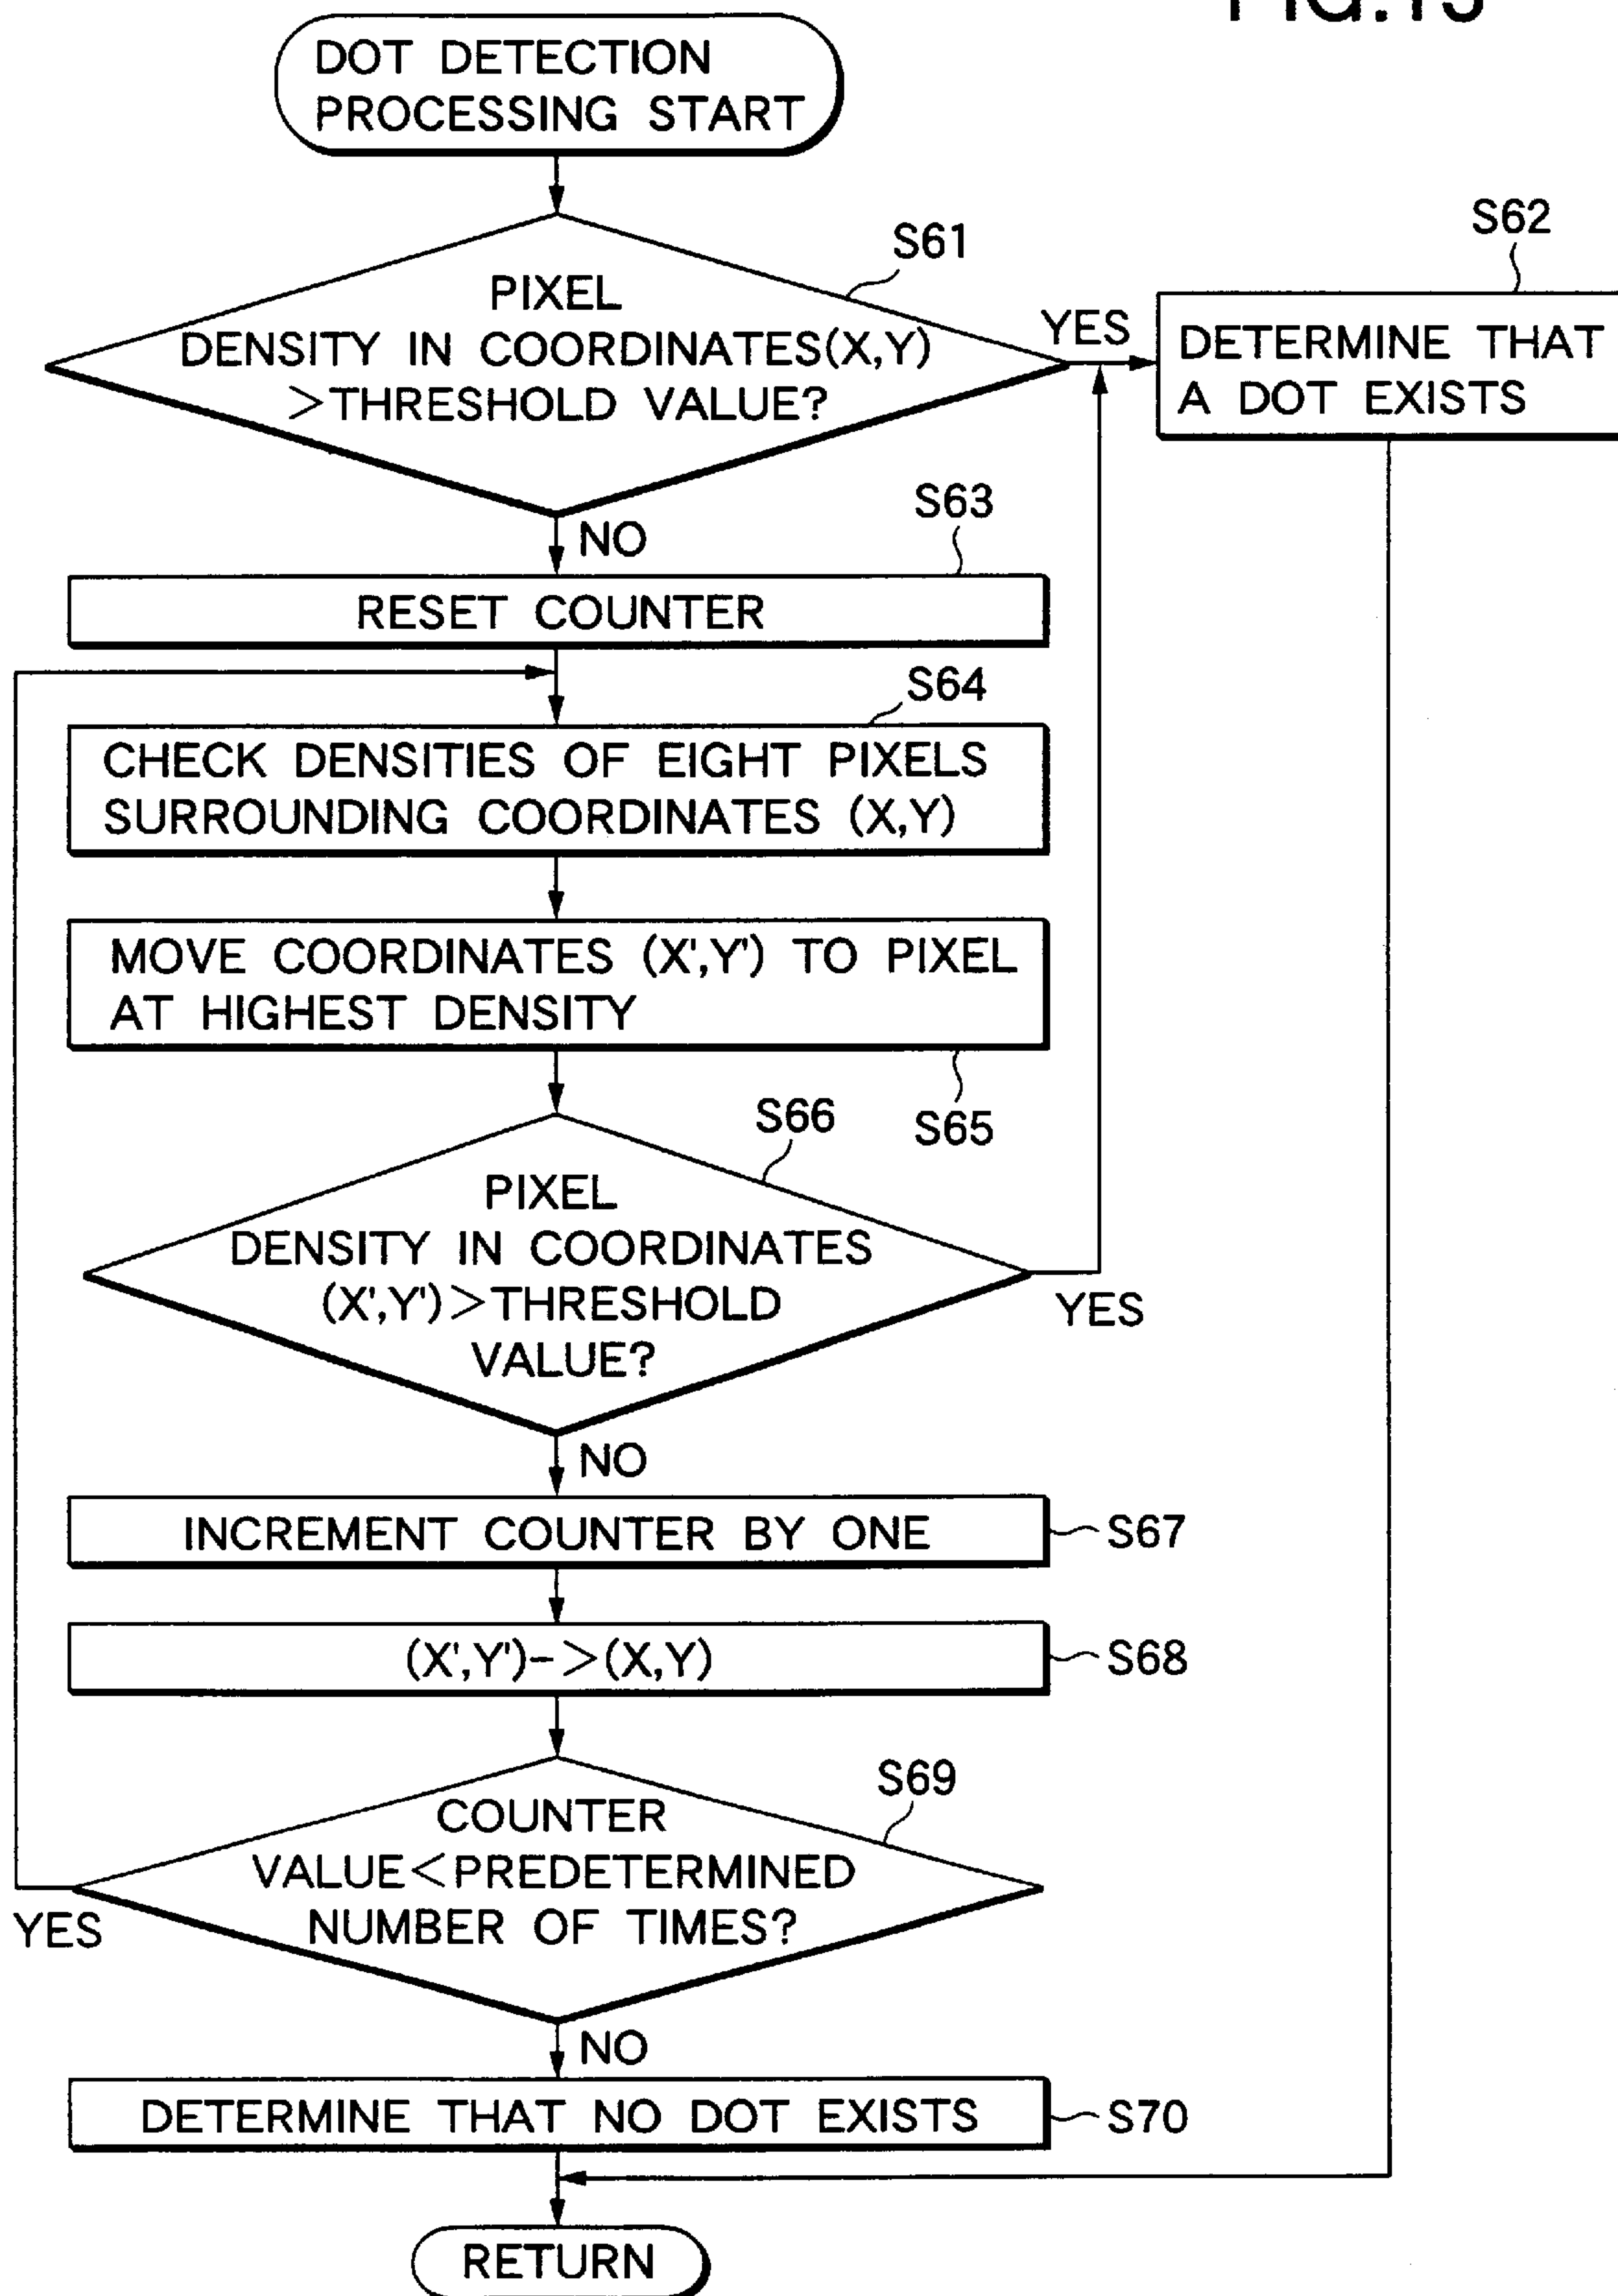 FIG.
DOT DETECTION
PROCESSING START
S61
PIXEL
DENSITY IN COORDINATES(X,Y)
>THRESHOLD VALUE?
YES
S62
DETERMINE THAT
A DOT EXISTS
NO
S63
RESET COUNTER
S64
CHECK DENSITIES OF EIGHT PIXELS
SURROUNDING COORDINATES (X,Y)
MOVE COORDINATES (X',Y') TO PIXEL
AT HIGHEST DENSITY
S65
S66
PIXEL
DENSITY IN COORDINATES
(X',Y')>THRESHOLD
VALUE?
YES
NO
INCREMENT COUNTER BY ONE
S67
(X',Y')->(X,Y)
S68
S69
COUNTER
VALUE<PREDETERMINED
NUMBER OF TIMES?
YES
NO
DETERMINE THAT NO DOT EXISTS
S70
RETURN